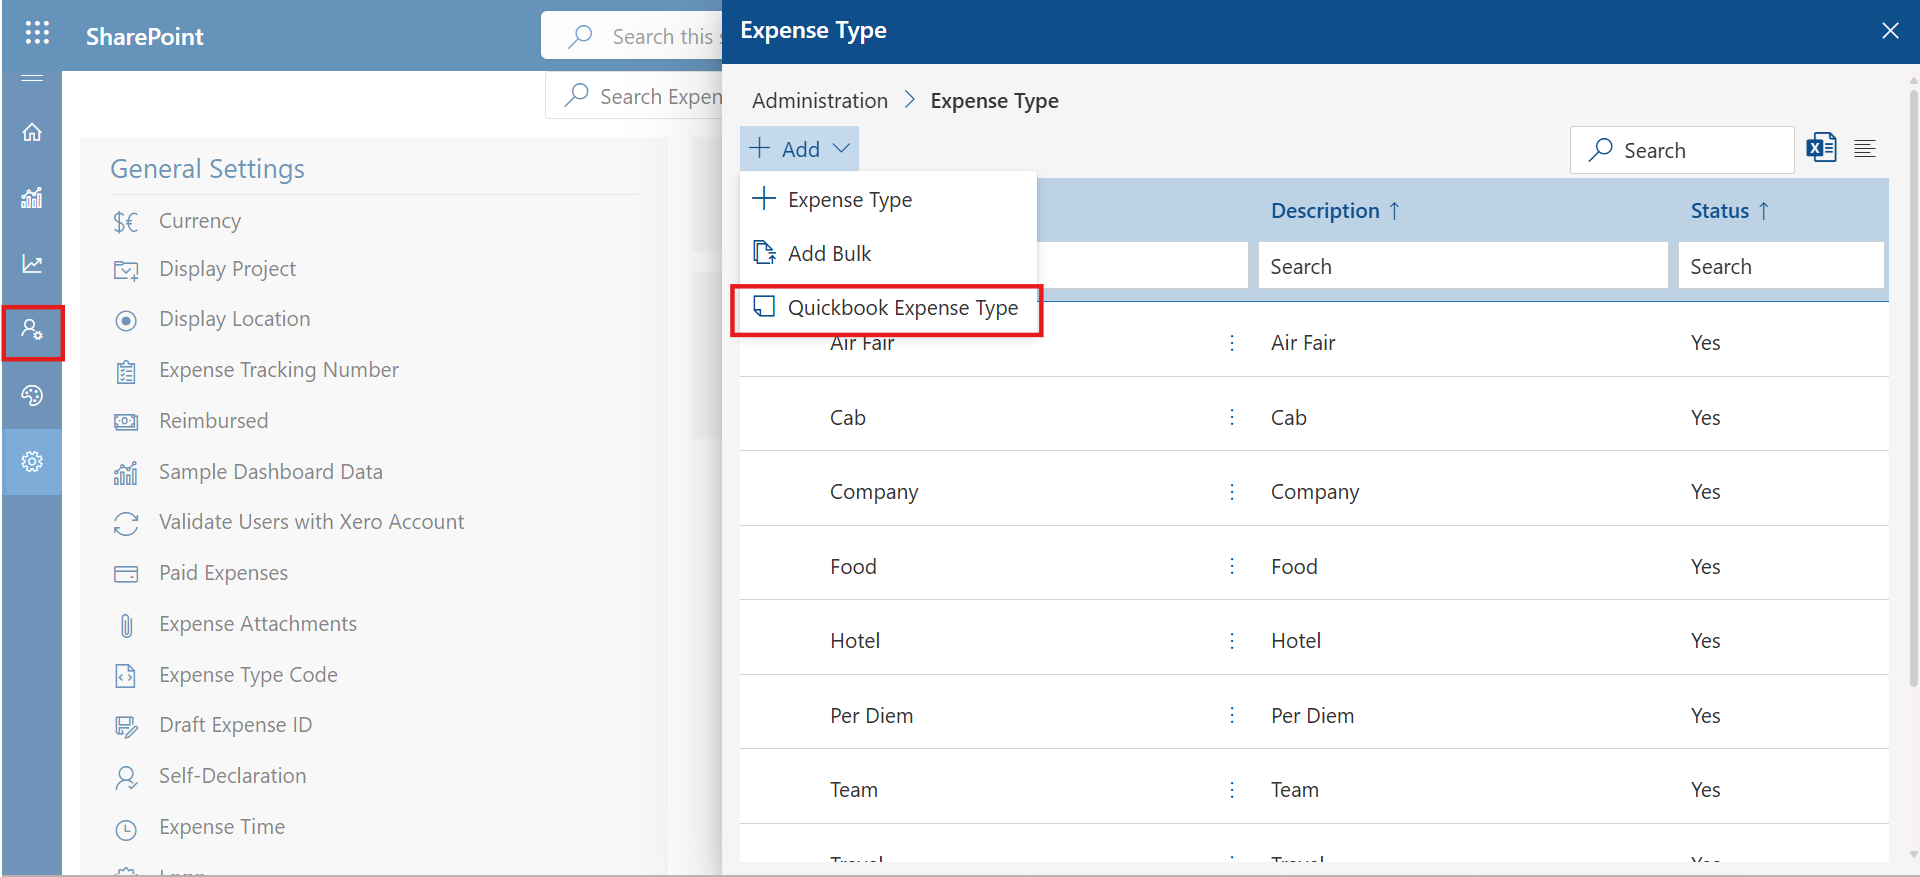 SharePoint
Search this s
Search Expen
General Settings
$€ Currency
Display Project
Display Location
Expense Tracking Number
Reimbursed
Sample Dashboard Data
Validate Users with Xero Account
Paid Expenses
Expense Attachments
Expense Type Code
Draft Expense ID
Self-Declaration
Expense Time
Expense Type
Administration > Expense Type
Add
Search
Expense Type
Add Bulk
Quickbook Expense Type
Description ↑ Status ↑
Search Search
Air Fair Air Fair Yes
Cab Cab Yes
Company Company Yes
Food Food Yes
Hotel Hotel Yes
Per Diem Per Diem Yes
Team Team Yes
Travel Travel Yes